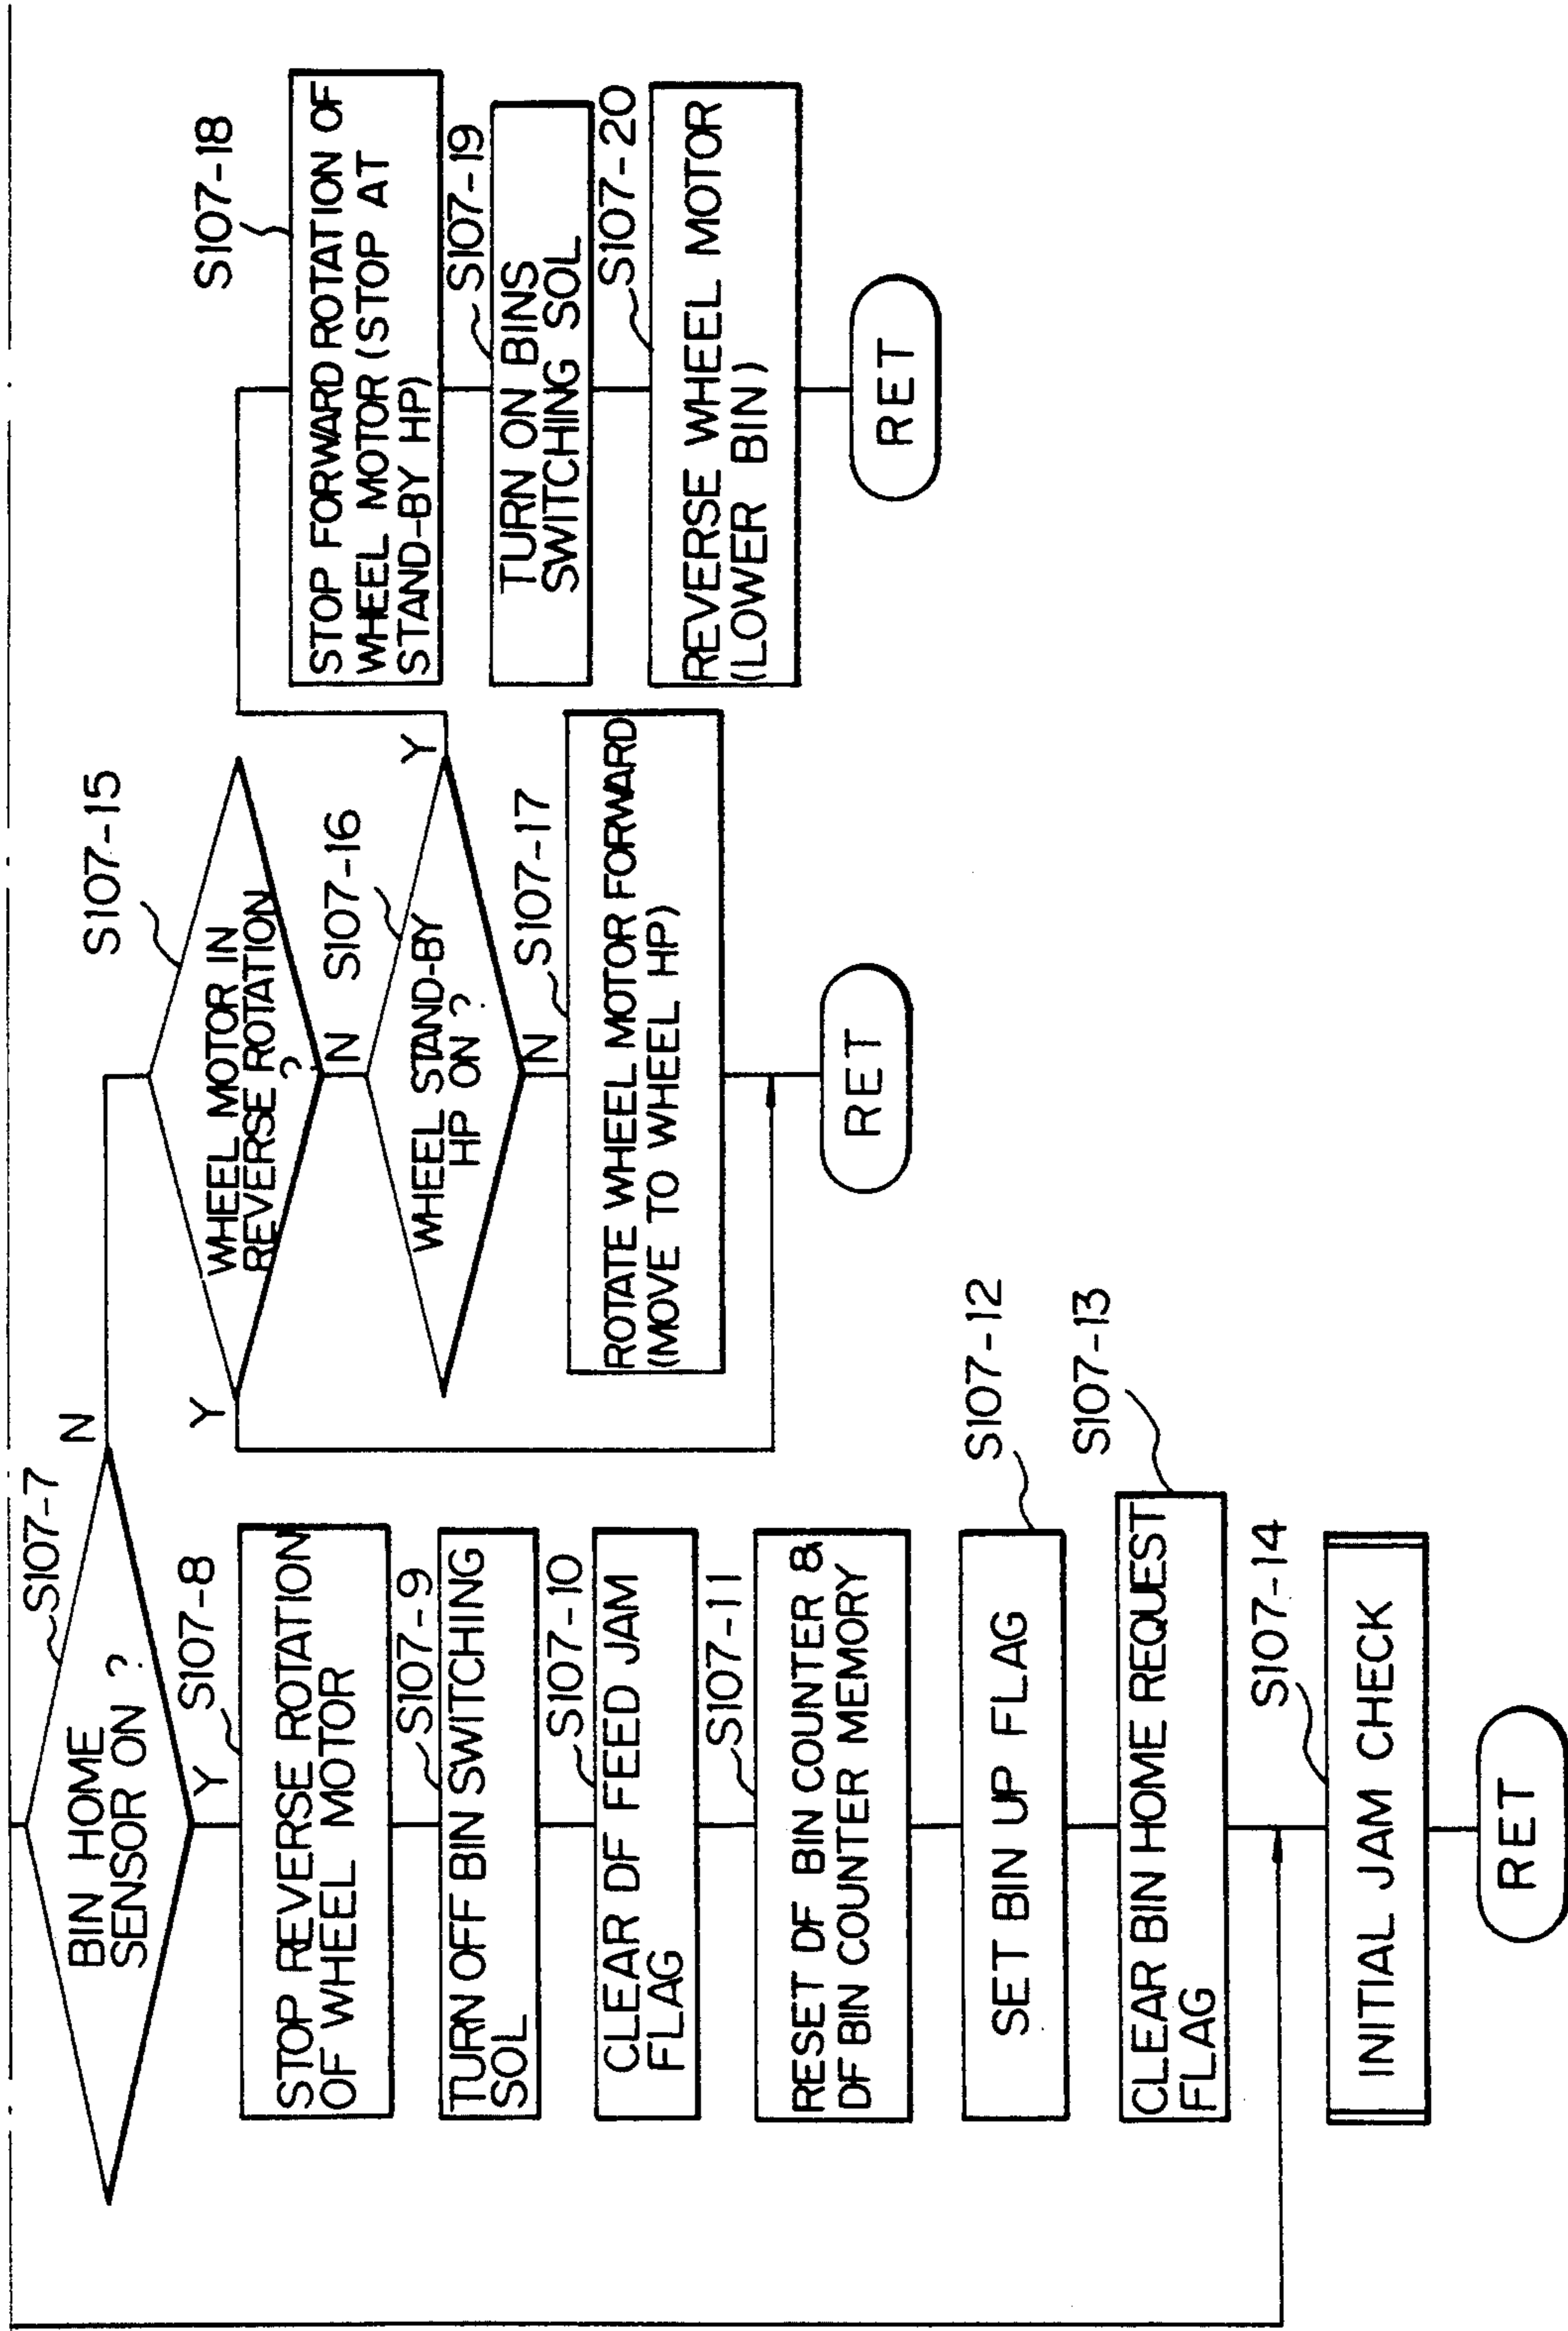 BIN HOME
SENSOR ON ?
S107-7
N
Y
S107-8
STOP REVERSE ROTATION
OF WHEEL MOTOR
S107-9
TURN OFF BIN SWITCHING
SOL
S107-10
CLEAR DF FEED JAM
FLAG
S107-11
RESET DF BIN COUNTER &
DF BIN COUNTER MEMORY
S107-12
SET BIN UP FLAG
S107-13
CLEAR BIN HOME REQUEST
FLAG
S107-14
INITIAL JAM CHECK
RET
S107-15
WHEEL MOTOR IN
REVERSE ROTATION
?
Y
N
S107-16
WHEEL STAND-BY
HP ON ?
Y
N
S107-17
ROTATE WHEEL MOTOR FORWARD
(MOVE TO WHEEL HP)
RET
S107-18
STOP FORWARD ROTATION OF
WHEEL MOTOR (STOP AT
STAND-BY HP)
S107-19
TURN ON BINS
SWITCHING SOL
S107-20
REVERSE WHEEL MOTOR
(LOWER BIN)
RET